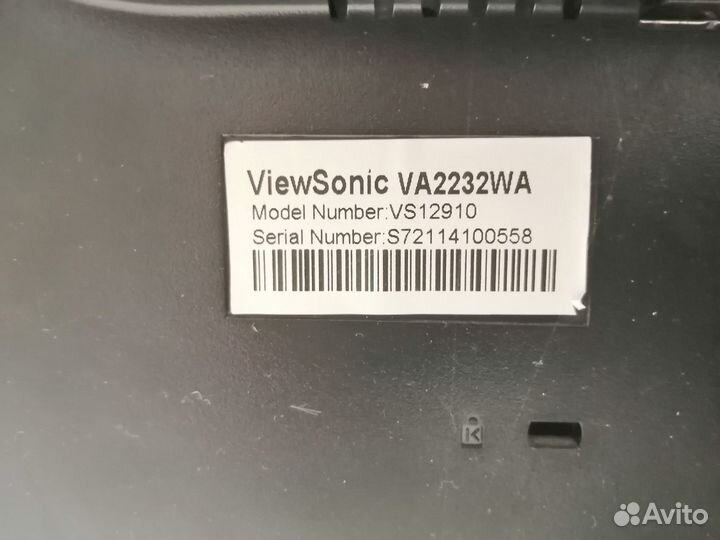 ViewSonic VA2232WA
Model Number:VS12910
Serial Number:S72114100558
K
Avito